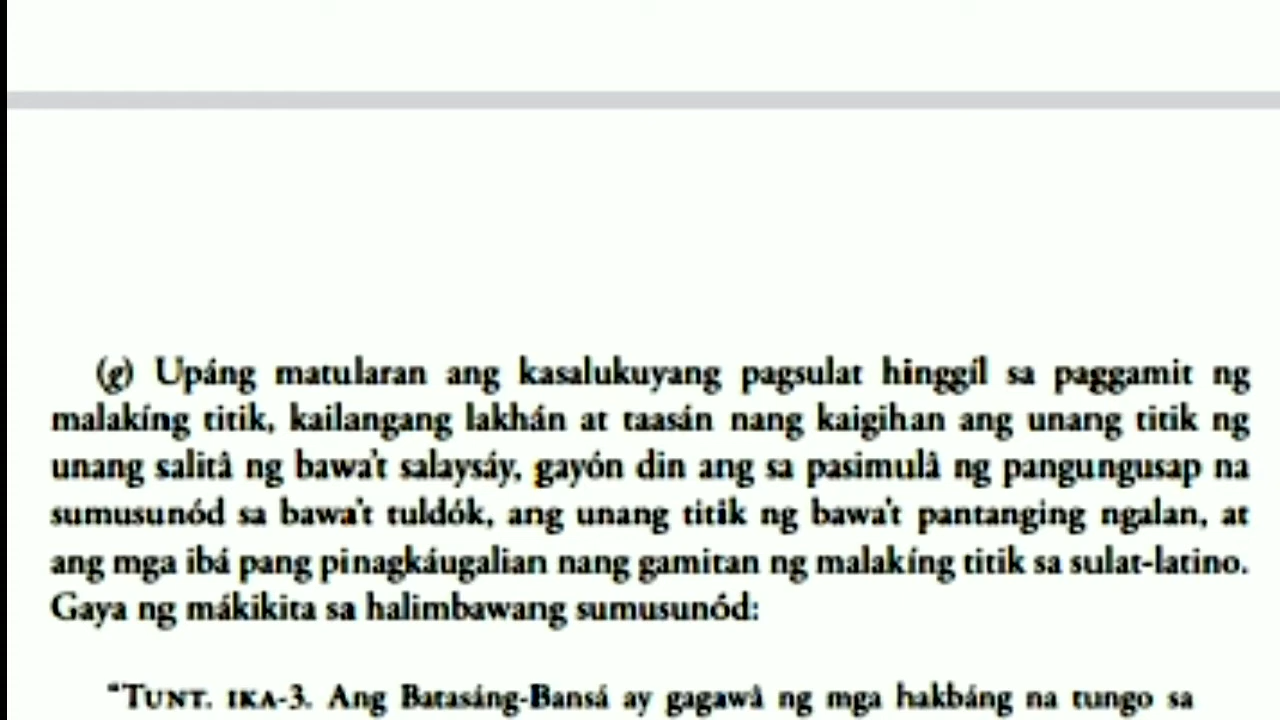 (g) Upáng matularan ang kasalukuyang pagsulat hinggíl sa paggamit ng
malakíng titik, kailangang lakhán at taasán nang kaigihan ang unang titik ng
unang salitâ ng bawa't salaysáy, gayón din ang sa pasimulâ ng pangungusap na
sumusunód sa bawa't tuldók, ang unang titik ng bawa't pantanging ngalan, at
ang mga ibá pang pinagkáugalian nang gamitan ng malakíng titik sa sulat-latino.
Gaya ng mákikita sa halimbawang sumusunód:
"TUNT. IKA-3. Ang Batasáng-Bansá ay gagawâ ng mga hakbáng na tungo sa